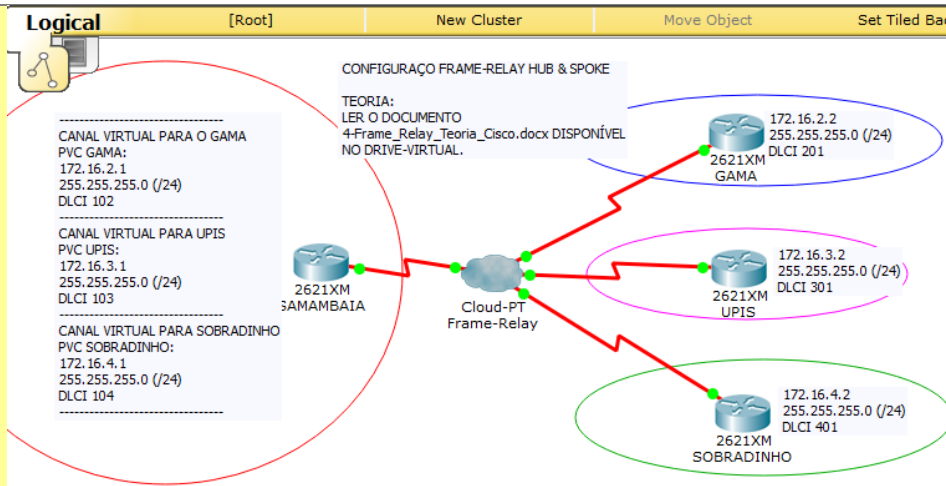 Logical
[Root]
New Cluster
Move Object
Set Tiled Bac
CONFIGURAÇO FRAME-RELAY HUB & SPOKE
TEORIA:
LER O DOCUMENTO
4-Frame_Relay_Teoria_Cisco.docx DISPONÍVEL
NO DRIVE-VIRTUAL.
----------------------------------
CANAL VIRTUAL PARA O GAMA
PVC GAMA:
172.16.2.1
255.255.255.0 (/24)
DLCI 102
----------------------------------
CANAL VIRTUAL PARA UPIS
PVC UPIS:
172.16.3.1
255.255.255.0 (/24)
DLCI 103
----------------------------------
CANAL VIRTUAL PARA SOBRADINHO
PVC SOBRADINHO:
172.16.4.1
255.255.255.0 (/24)
DLCI 104
----------------------------------
2621XM
SAMAMBAIA
Cloud-PT
Frame-Relay
172.16.2.2
255.255.255.0 (/24)
DLCI 201
2621XM
GAMA
172.16.3.2
255.255.255.0 (/24)
DLCI 301
2621XM
UPIS
172.16.4.2
255.255.255.0 (/24)
DLCI 401
2621XM
SOBRADINHO